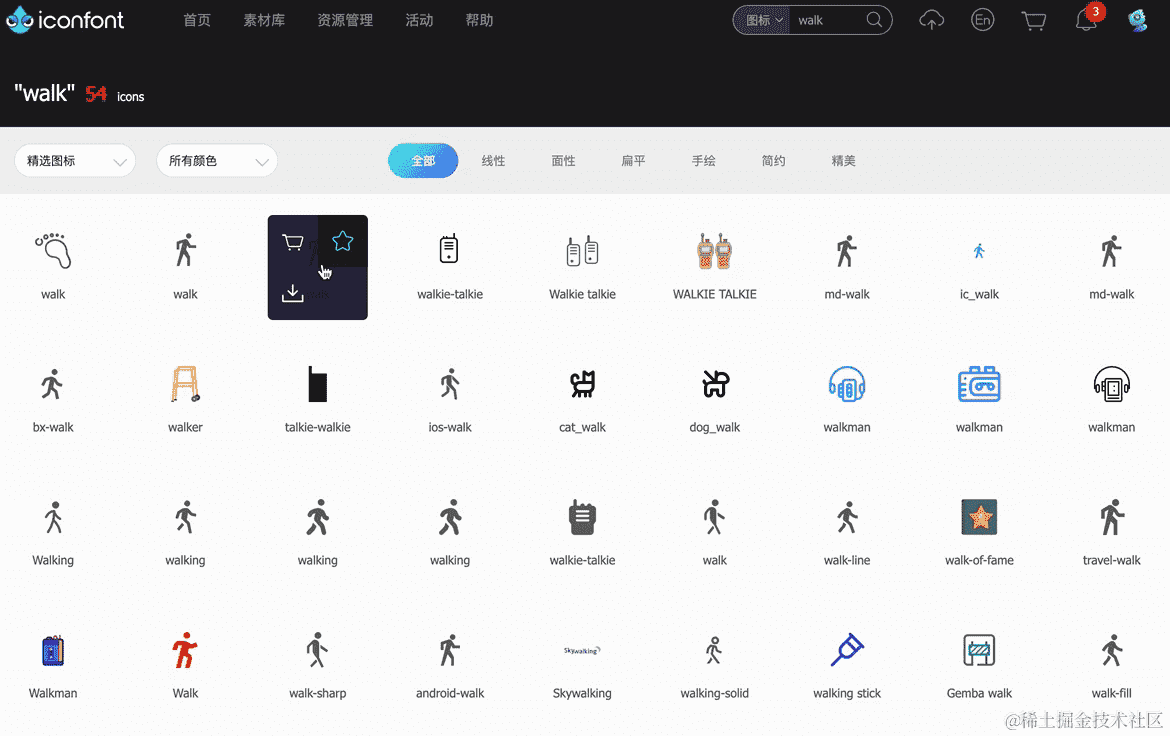 iconfont 首页 素材库 资源管理 活动 帮助 图标 walk En 3
"walk" 54 icons
精选图标 所有颜色 全部 线性 面性 扁平 手绘 简约 精美
walk walk walkie-talkie Walkie talkie WALKIE TALKIE md-walk ic_walk md-walk
bx-walk walker talkie-walkie ios-walk cat_walk dog_walk walkman walkman walkman
Walking walking walking walking walkie-talkie walk walk-line walk-of-fame travel-walk
Skywalking
Walkman Walk walk-sharp android-walk Skywalking walking-solid walking stick Gemba walk walk-fill
@稀土掘金技术社区